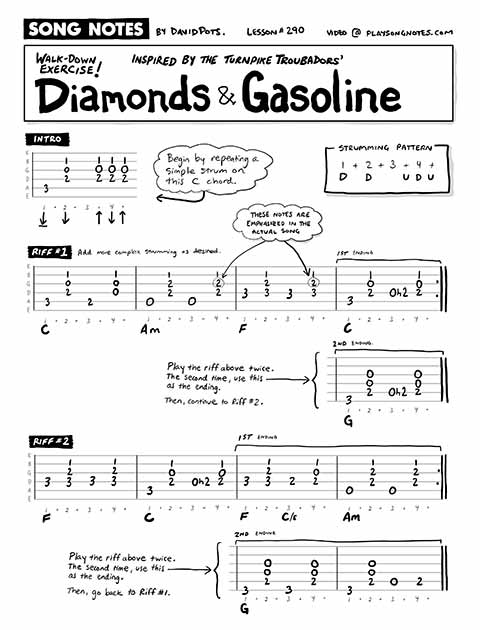 SONG NOTES BY DAVID POTS. LESSON #290 VIDEO @ PLAYSONGNOTES.COM
WALK-DOWN EXERCISE! INSPIRED BY THE TURNPIKE TROUBADORS'
Diamonds & Gasoline
INTRO
Begin by repeating a
simple strum on
this C chord.
STRUMMING PATTERN
1 + 2 + 3 + 4 +
D D U D U
THESE NOTES ARE
EMPHASIZED IN THE
ACTUAL SONG
RIFF #1 Add more complex strumming as desired. 1ST ENDING
C Am F C
2ND ENDING
Play the riff above twice.
The second time, use this
as the ending.
Then, continue to Riff #2.
G
RIFF #2 1ST ENDING
F C F C/E Am
2ND ENDING
Play the riff above twice.
The second time, use this
as the ending.
Then, go back to Riff #1.
G